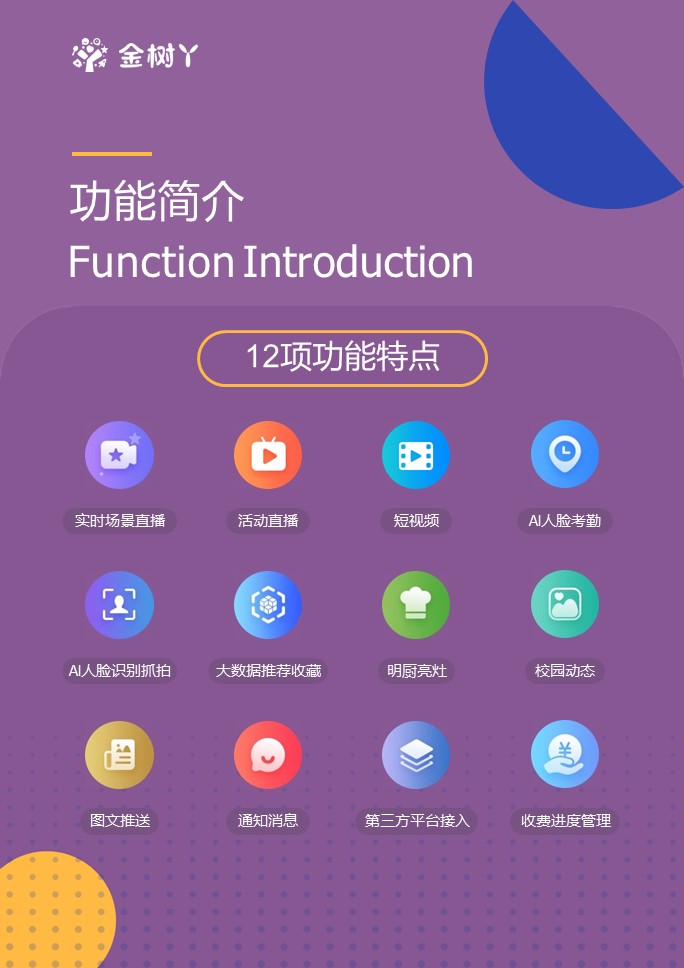 金树丫
功能简介
Function Introduction
12项功能特点
实时场景直播
活动直播
短视频
AI人脸考勤
AI人脸识别抓拍
大数据推荐收藏
明厨亮灶
校园动态
图文推送
通知消息
第三方平台接入
收费进度管理